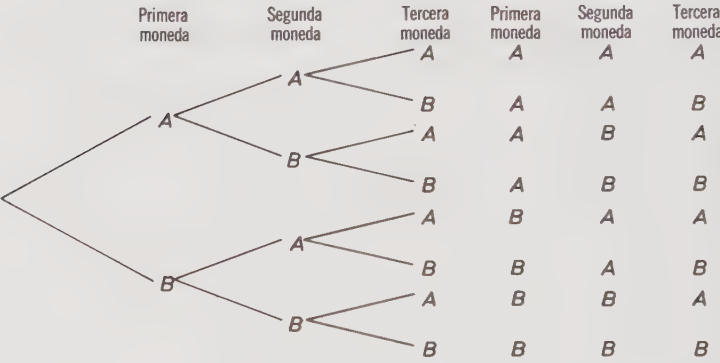 Primera Segunda Tercera Primera Segunda Tercera
moneda moneda moneda moneda moneda moneda
A A A A
A
B A A B
A A A B A
B
B A B B
A B A A
A
B B B A B
A B B A
B
B B B B